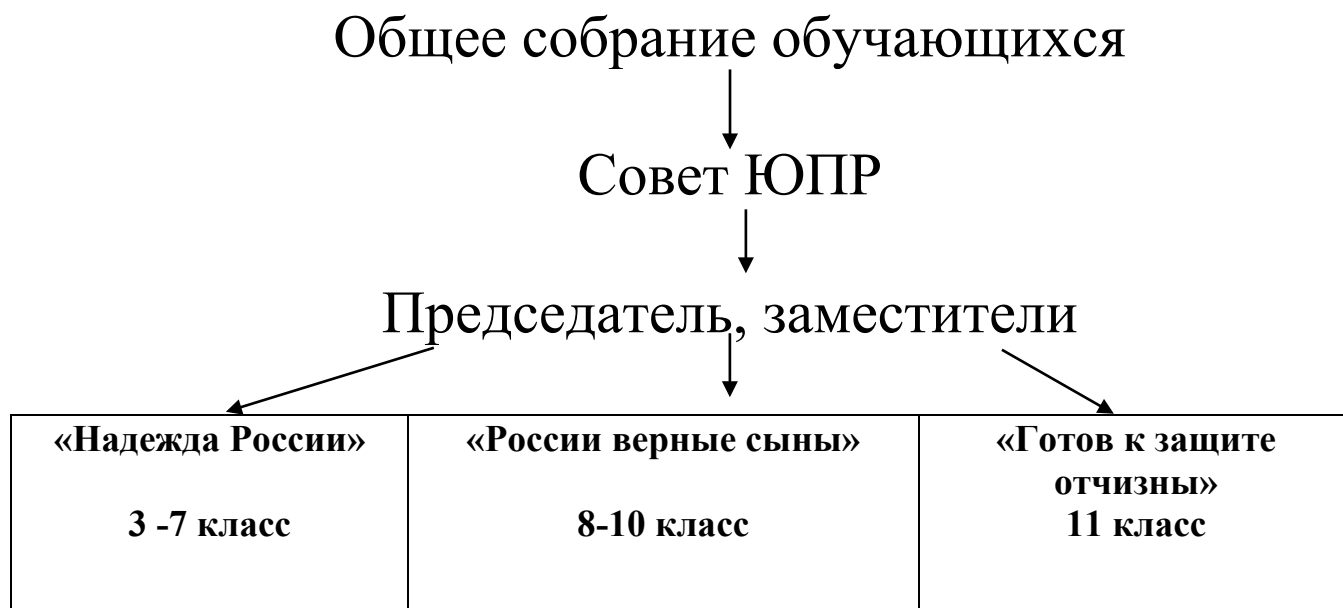 Общее собрание обучающихся
Совет ЮПР
Председатель, заместители
«Надежда России»
3 -7 класс
«России верные сыны»
8-10 класс
«Готов к защите
отчизны»
11 класс